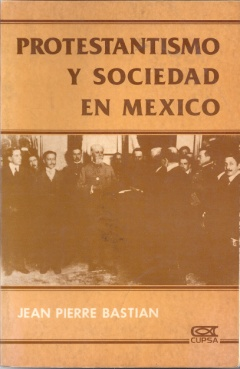 PROTESTANTISMO
Y SOCIEDAD
EN MEXICO
JEAN PIERRE BASTIAN
CUPSA